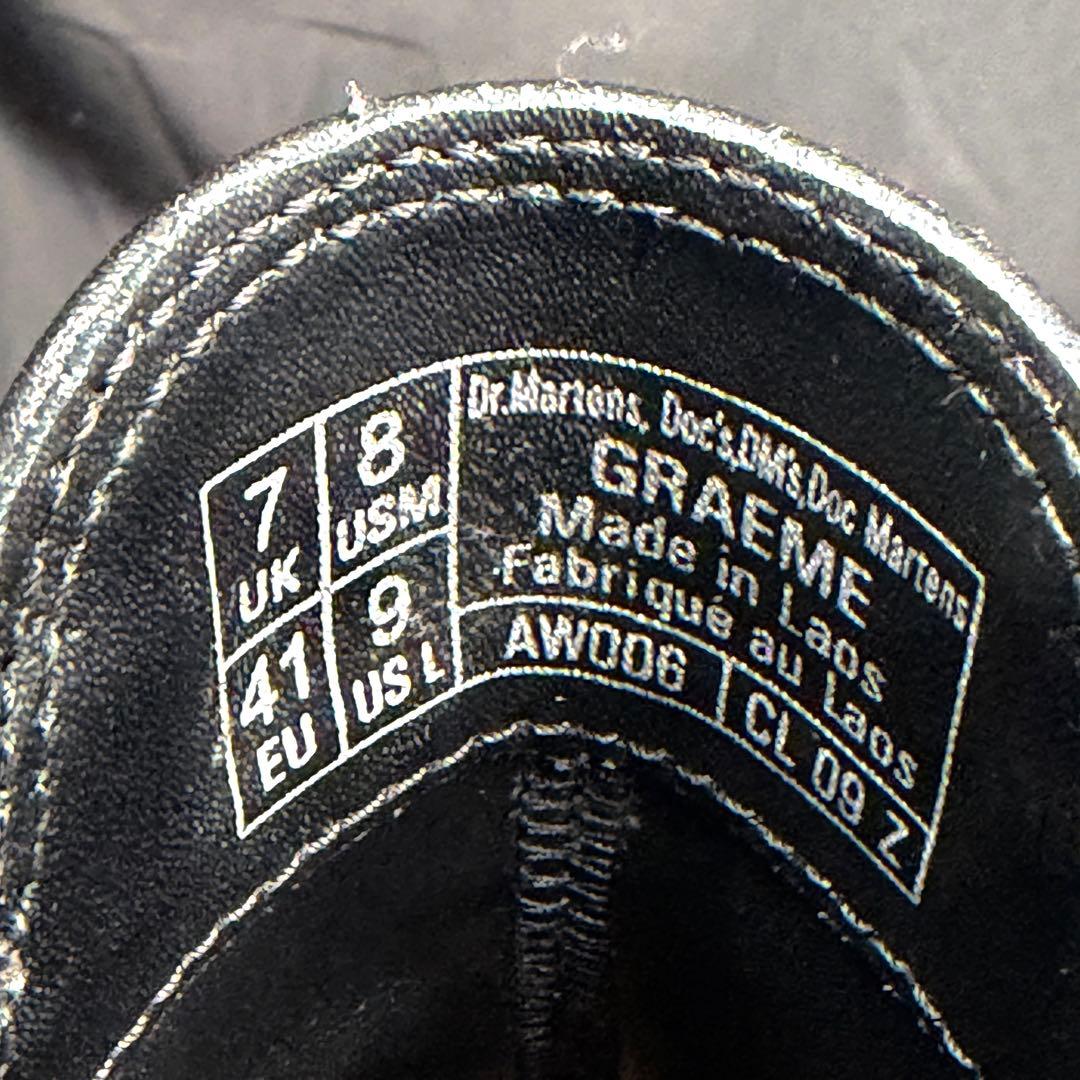 7
UK
8
USM
41
EU
9
US L
Dr.Martens, Doc's,DM's,Doc Martens
GRAEME
Made in Laos
Fabriqué au Laos
AW006
CL 09 Z